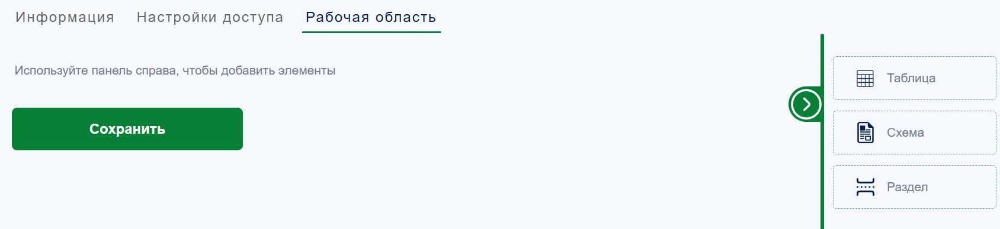 Информация
Настройки доступа
Рабочая область
Используйте панель справа, чтобы добавить элементы
Сохранить
Таблица
Схема
Раздел